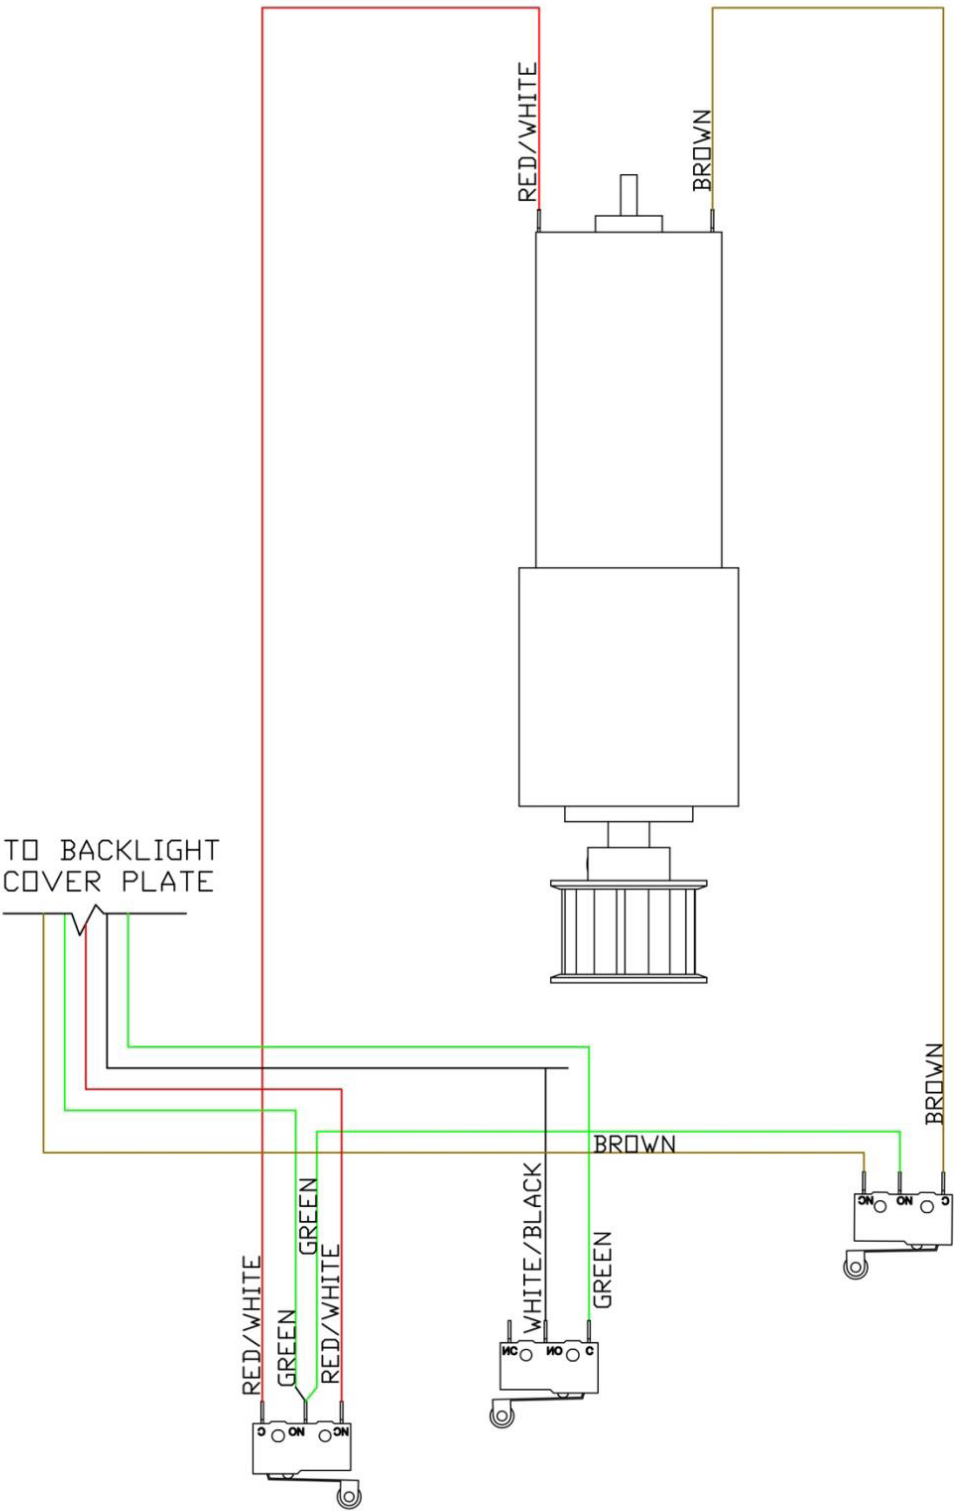 RED/WHITE
BROWN
TO BACKLIGHT
COVER PLATE
BROWN
BROWN
GREEN
WHITE/BLACK
NC
NO
C
GREEN
RED/WHITE
RED/WHITE
GREEN
NC
NO
C
C
NO
NC